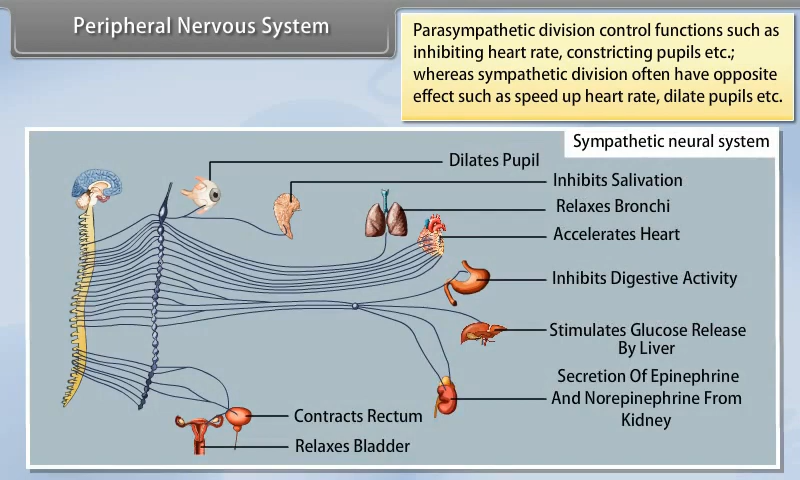 Peripheral Nervous System
Parasympathetic division control functions such as
inhibiting heart rate, constricting pupils etc.;
whereas sympathetic division often have opposite
effect such as speed up heart rate, dilate pupils etc.
Sympathetic neural system
Dilates Pupil
Inhibits Salivation
Relaxes Bronchi
Accelerates Heart
Inhibits Digestive Activity
Stimulates Glucose Release
By Liver
Secretion Of Epinephrine
And Norepinephrine From
Kidney
Contracts Rectum
Relaxes Bladder